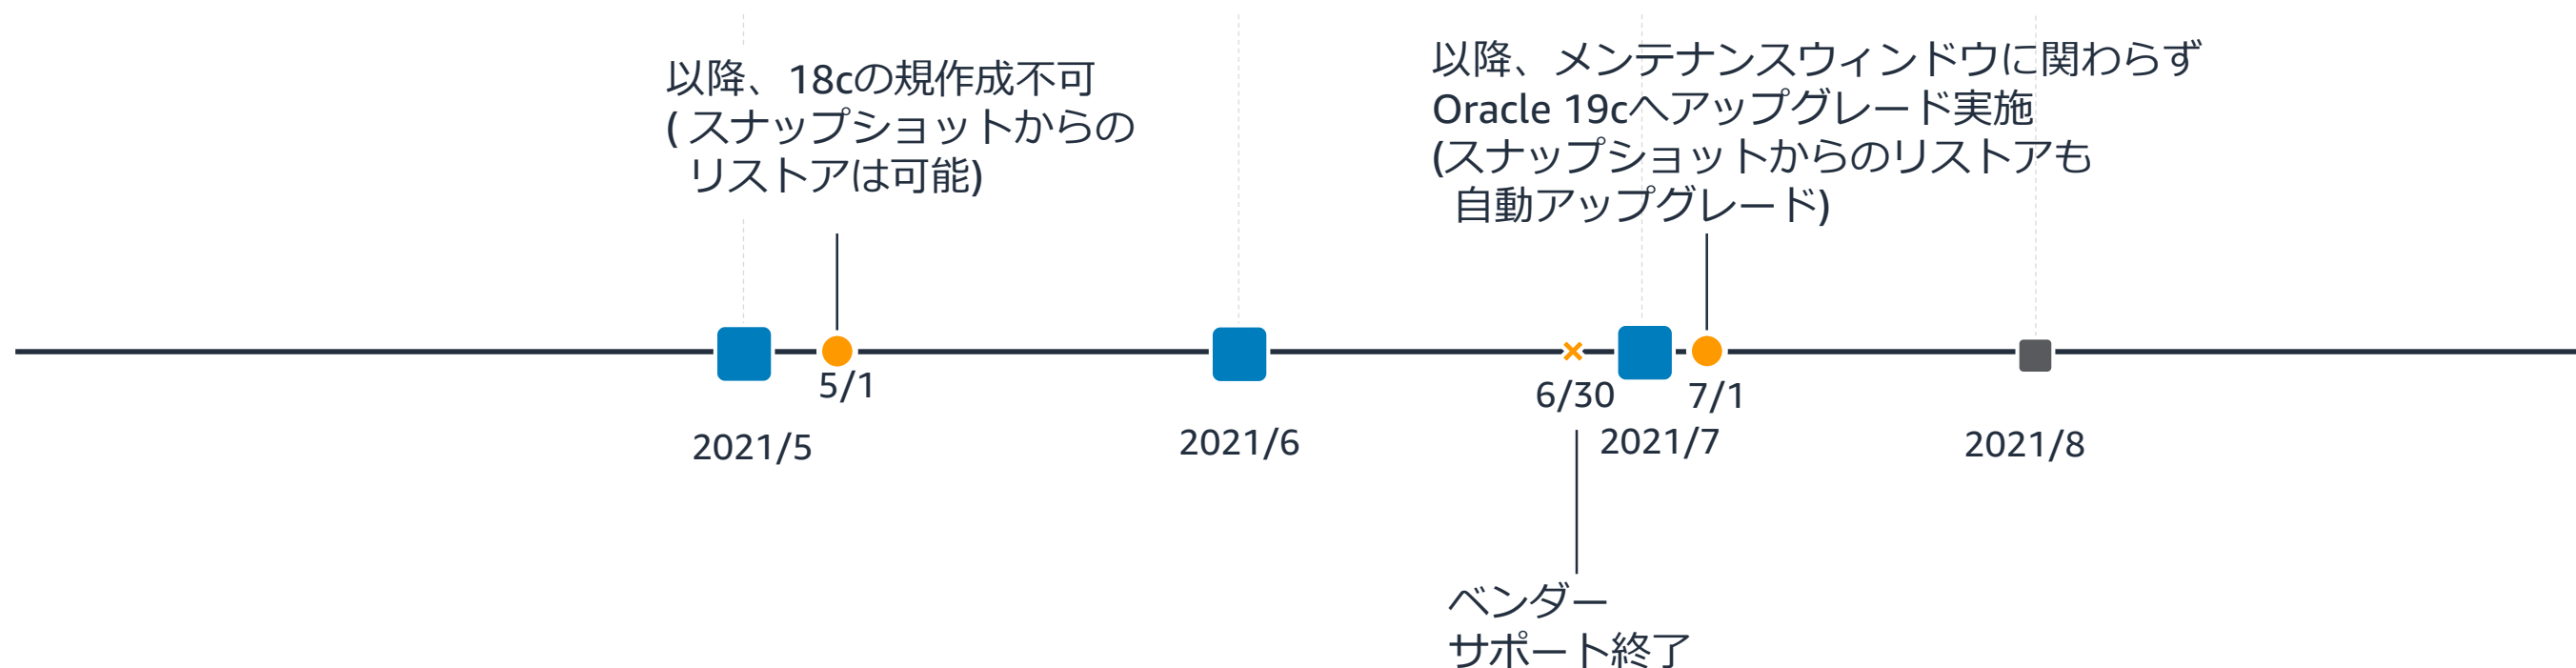 以降、18cの規作成不可
( スナップショットからの
リストアは可能)
以降、メンテナンスウィンドウに関わらず
Oracle 19cへアップグレード実施
(スナップショットからのリストアも
自動アップグレード)
5/1
6/30
7/1
2021/5
2021/6
2021/7
2021/8
ベンダー
サポート終了